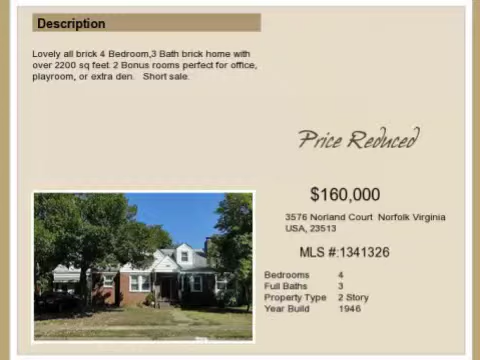 Description
Lovely all brick 4 Bedroom,3 Bath brick home with
over 2200 sq feet. 2 Bonus rooms perfect for office,
playroom, or extra den.   Short sale.
Price Reduced
$160,000
3576 Norland Court  Norfolk Virginia
USA, 23513
MLS #:1341326
Bedrooms 4
Full Baths 3
Property Type 2 Story
Year Build 1946